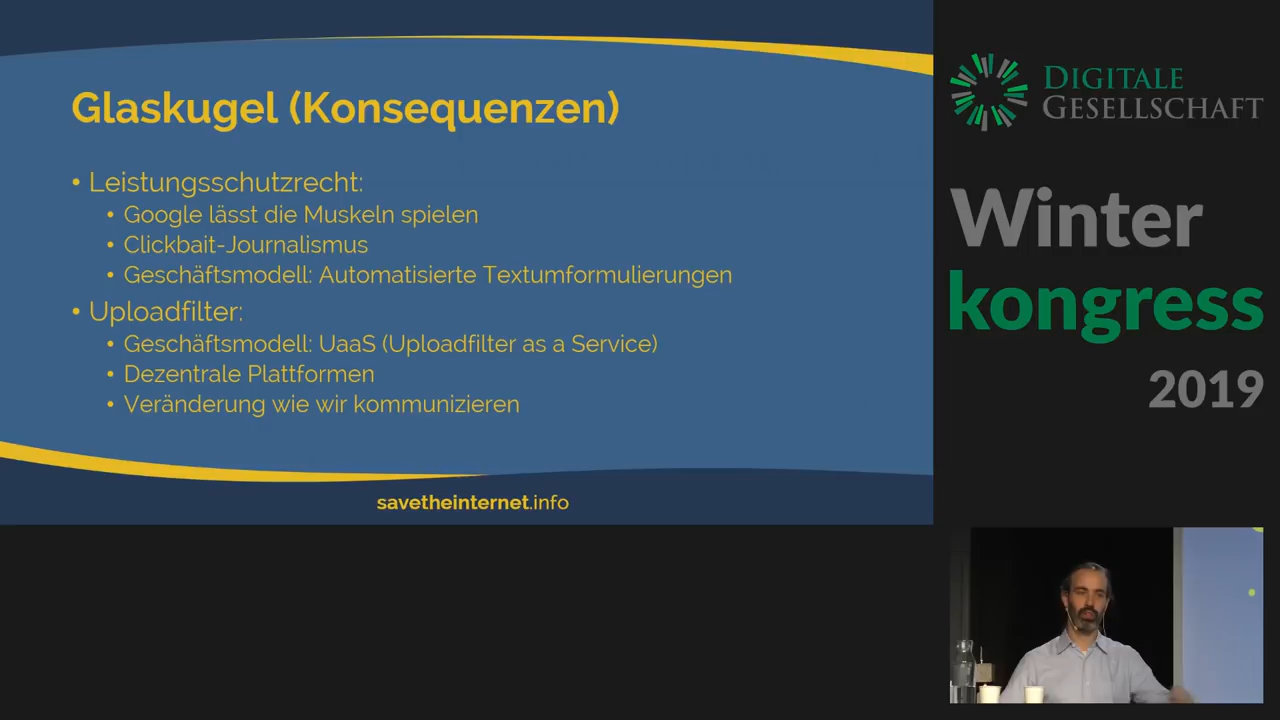 Glaskugel (Konsequenzen)
• Leistungsschutzrecht:
• Google lässt die Muskeln spielen
• Clickbait-Journalismus
• Geschäftsmodell: Automatisierte Textumformulierungen
• Uploadfilter:
• Geschäftsmodell: UaaS (Uploadfilter as a Service)
• Dezentrale Plattformen
• Veränderung wie wir kommunizieren
savetheinternet.info
DIGITALE
GESELLSCHAFT
Winter
kongress
2019